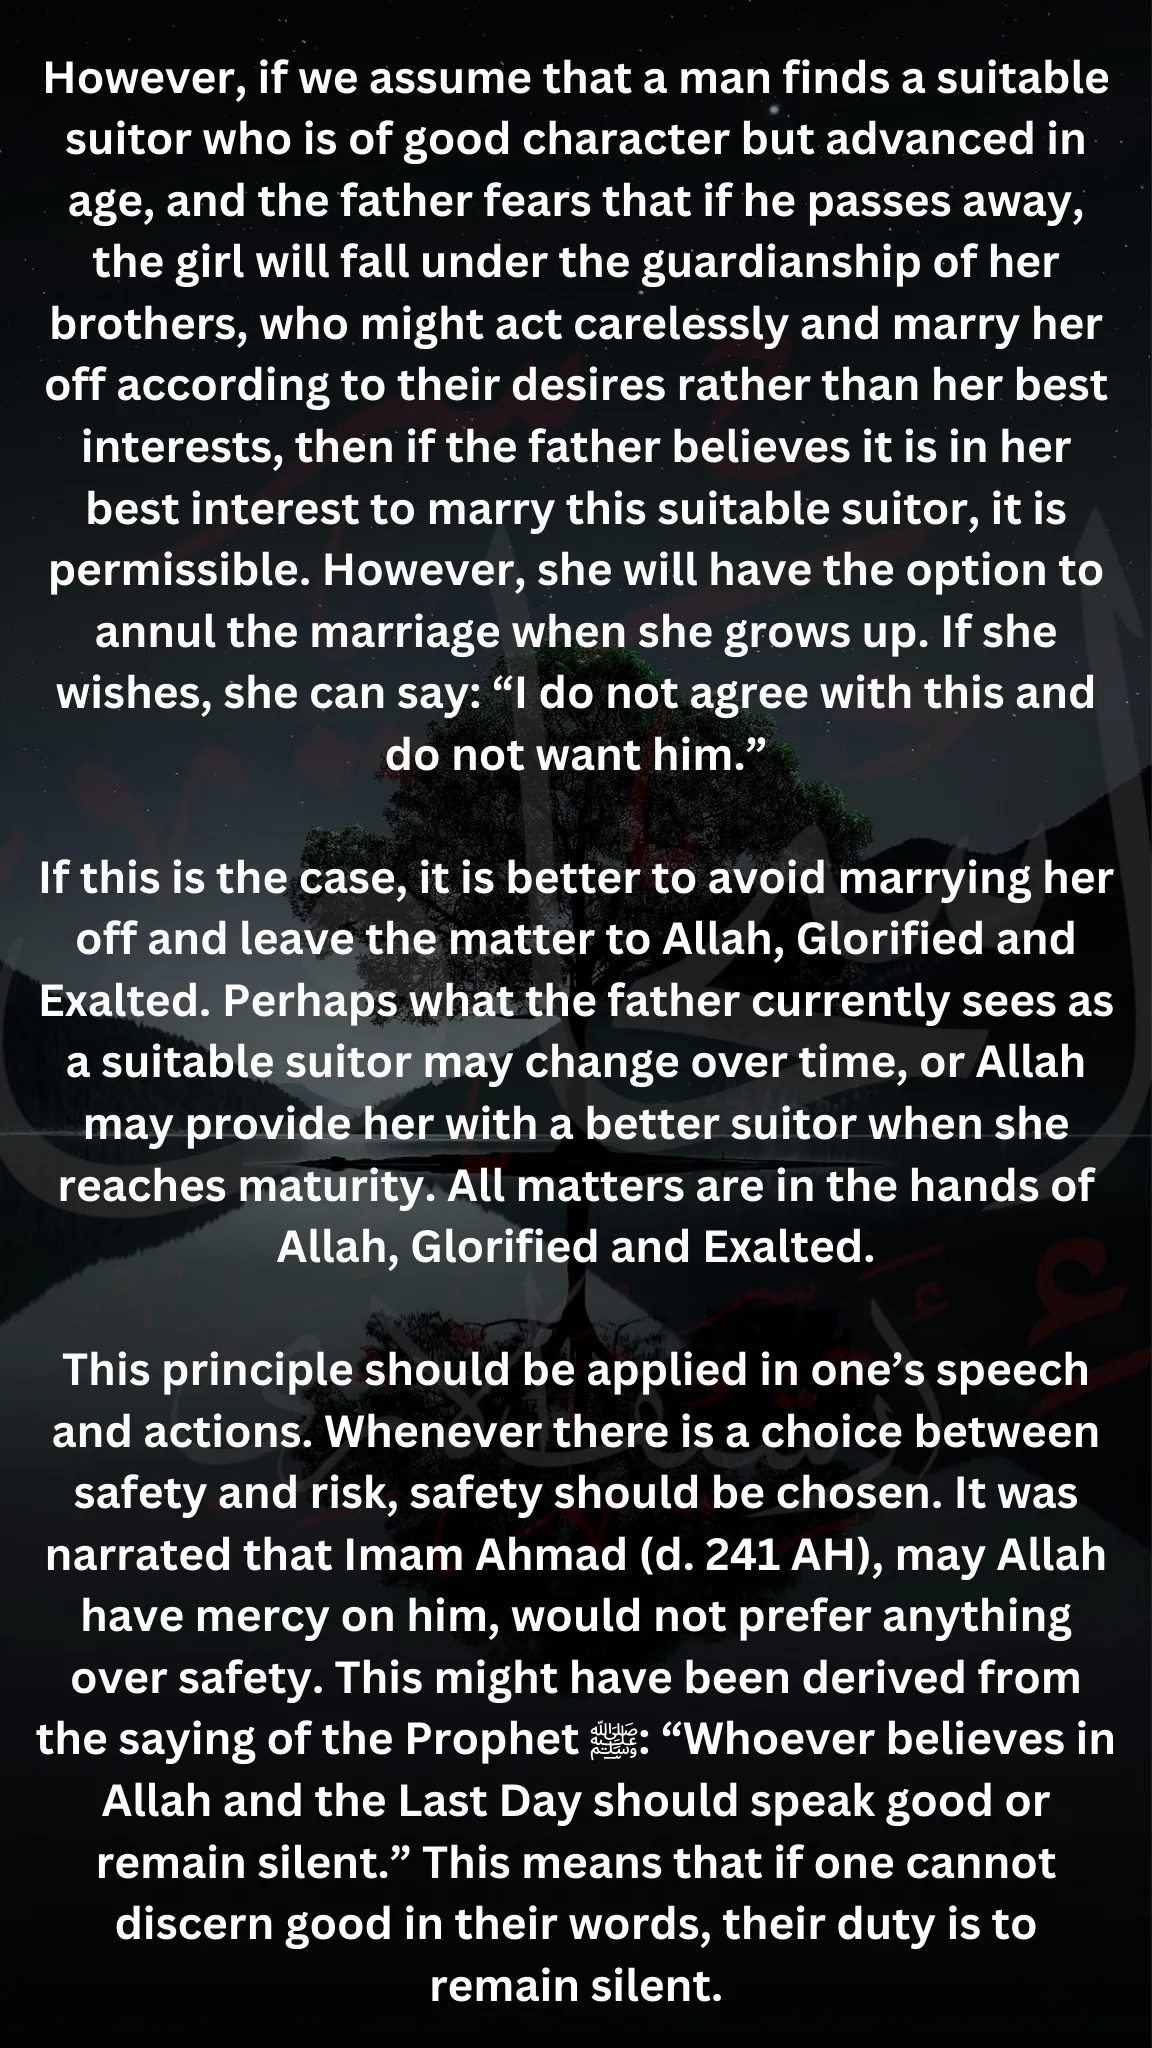 However, if we assume that a man finds a suitable
suitor who is of good character but advanced in
age, and the father fears that if he passes away,
the girl will fall under the guardianship of her
brothers, who might act carelessly and marry her
off according to their desires rather than her best
interests, then if the father believes it is in her
best interest to marry this suitable suitor, it is
permissible. However, she will have the option to
annul the marriage when she grows up. If she
wishes, she can say: “I do not agree with this and
do not want him.”
If this is the case, it is better to avoid marrying her
off and leave the matter to Allah, Glorified and
Exalted. Perhaps what the father currently sees as
a suitable suitor may change over time, or Allah
may provide her with a better suitor when she
reaches maturity. All matters are in the hands of
Allah, Glorified and Exalted.
This principle should be applied in one’s speech
and actions. Whenever there is a choice between
safety and risk, safety should be chosen. It was
narrated that Imam Ahmad (d. 241 AH), may Allah
have mercy on him, would not prefer anything
over safety. This might have been derived from
the saying of the Prophet ﷺ: “Whoever believes in
Allah and the Last Day should speak good or
remain silent.” This means that if one cannot
discern good in their words, their duty is to
remain silent.